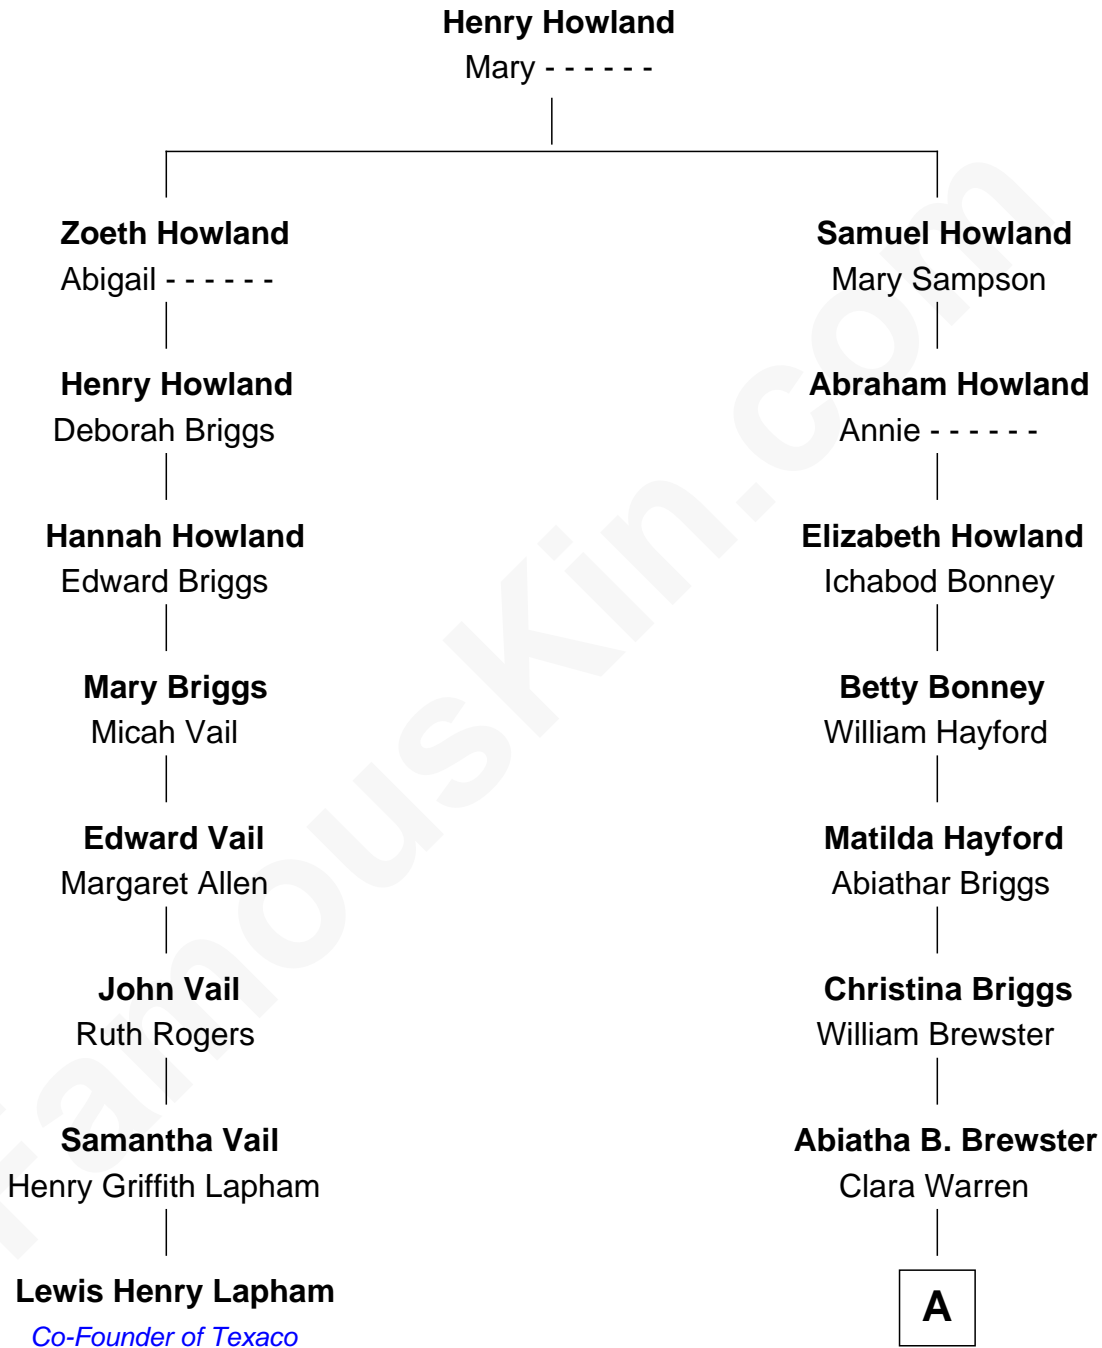 Henry Howland
Mary - - - - - -
Zoeth Howland
Abigail - - - - - -
Samuel Howland
Mary Sampson
Henry Howland
Deborah Briggs
Abraham Howland
Annie - - - - - -
Hannah Howland
Edward Briggs
Elizabeth Howland
Ichabod Bonney
Mary Briggs
Micah Vail
Betty Bonney
William Hayford
Edward Vail
Margaret Allen
Matilda Hayford
Abiathar Briggs
John Vail
Ruth Rogers
Christina Briggs
William Brewster
Samantha Vail
Henry Griffith Lapham
Abiatha B. Brewster
Clara Warren
Lewis Henry Lapham
Co-Founder of Texaco
A
FamousKin.com